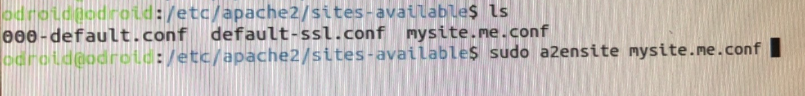 odroid@odroid:/etc/apache2/sites-available$ ls
000-default.conf  default-ssl.conf  mysite.me.conf
odroid@odroid:/etc/apache2/sites-available$ sudo a2ensite mysite.me.conf